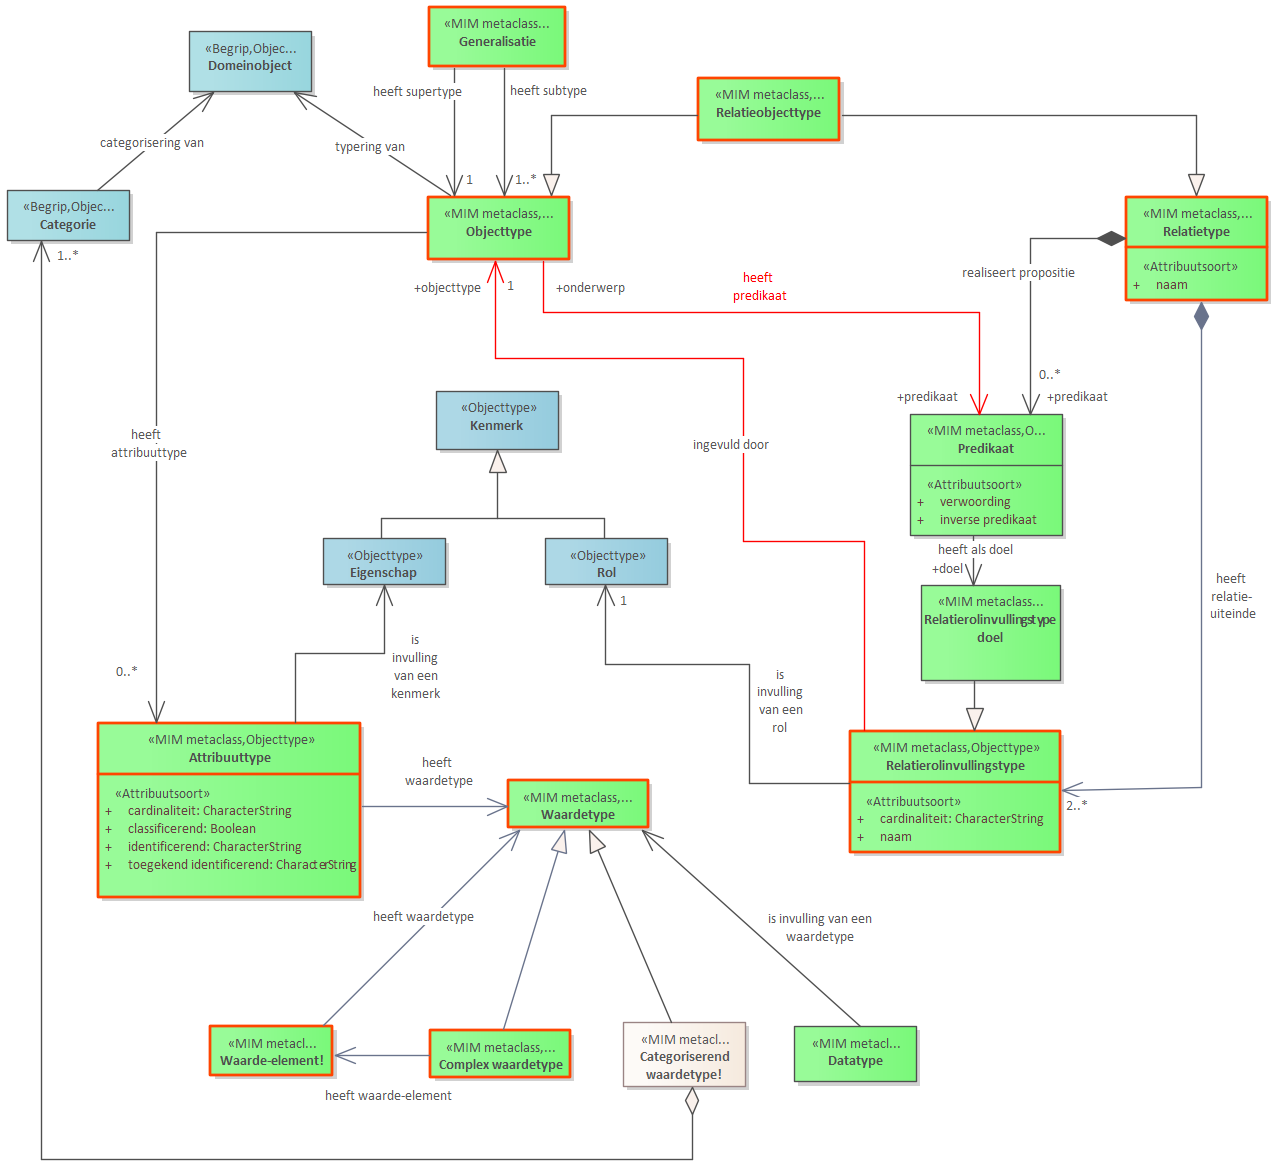 «MIM metaclass...
Generalisatie
«Begrip,Objec...
Domeinobject
heeft supertype
heeft subtype
«MIM metaclass,...
Relatieobjecttype
categorisering van
typering van
1
1..*
«Begrip,Objec...
Categorie
1..*
«MIM metaclass,...
Objecttype
«MIM metaclass,...
Relatietype
«Attribuutsoort»
+ naam
+objecttype
1
+onderwerp
heeft
predikaat
realiseert propositie
0..*
+predikaat
+predikaat
«Objecttype»
Kenmerk
heeft
attribuuttype
ingevuld door
«MIM metaclass,O...
Predikaat
«Attribuutsoort»
+ verwoording
+ inverse predikaat
heeft als doel
+doel
«Objecttype»
Eigenschap
«Objecttype»
Rol
1
heeft
relatie-
uiteinde
«MIM metaclass...
Relatierolinvullingstype
doel
is
invulling
van een
kenmerk
is
invulling
van een
rol
0..*
«MIM metaclass,Objecttype»
Attribuuttype
«Attribuutsoort»
+ cardinaliteit: CharacterString
+ classificerend: Boolean
+ identificerend: CharacterString
+ toegekend identificerend: CharacterString
heeft
waardetype
«MIM metaclass,...
Waardetype
«MIM metaclass,Objecttype»
Relatierolinvullingstype
«Attribuutsoort»
+ cardinaliteit: CharacterString
+ naam
2..*
heeft waardetype
is invulling van een
waardetype
«MIM metacl...
Waarde-element!
«MIM metaclass,...
Complex waardetype
«MIM metacl...
Categoriserend
waardetype!
«MIM metacl...
Datatype
heeft waarde-element